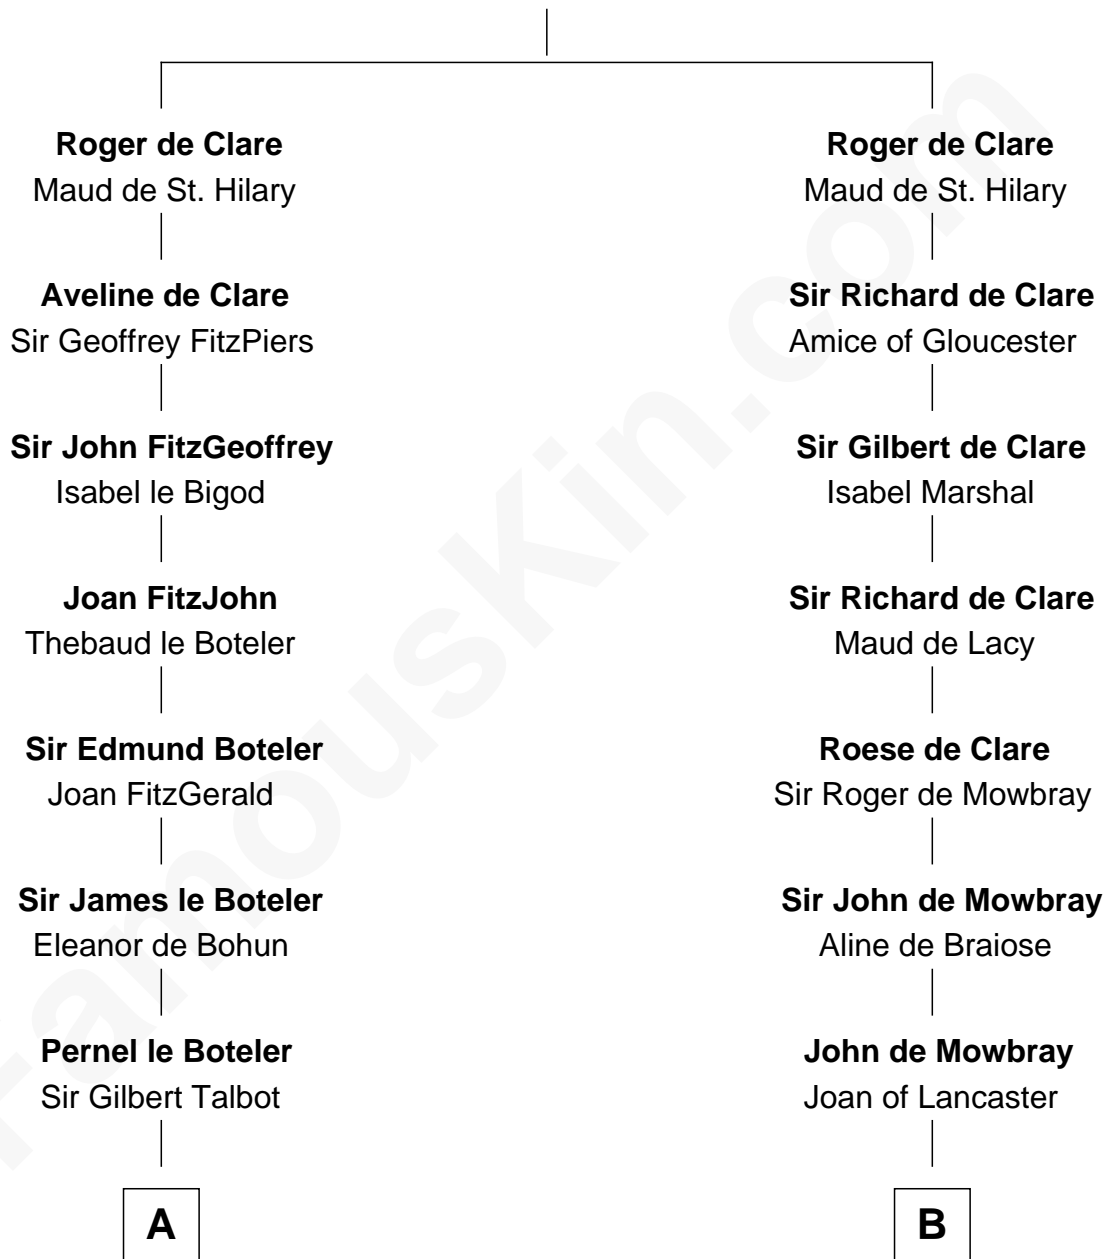 Roger de Clare
Maud de St. Hilary
Aveline de Clare
Sir Geoffrey FitzPiers
Sir John FitzGeoffrey
Isabel le Bigod
Joan FitzJohn
Thebaud le Boteler
Sir Edmund Boteler
Joan FitzGerald
Sir James le Boteler
Eleanor de Bohun
Pernel le Boteler
Sir Gilbert Talbot
A
Roger de Clare
Maud de St. Hilary
Sir Richard de Clare
Amice of Gloucester
Sir Gilbert de Clare
Isabel Marshal
Sir Richard de Clare
Maud de Lacy
Roese de Clare
Sir Roger de Mowbray
Sir John de Mowbray
Aline de Braiose
John de Mowbray
Joan of Lancaster
B
FamousKin.com